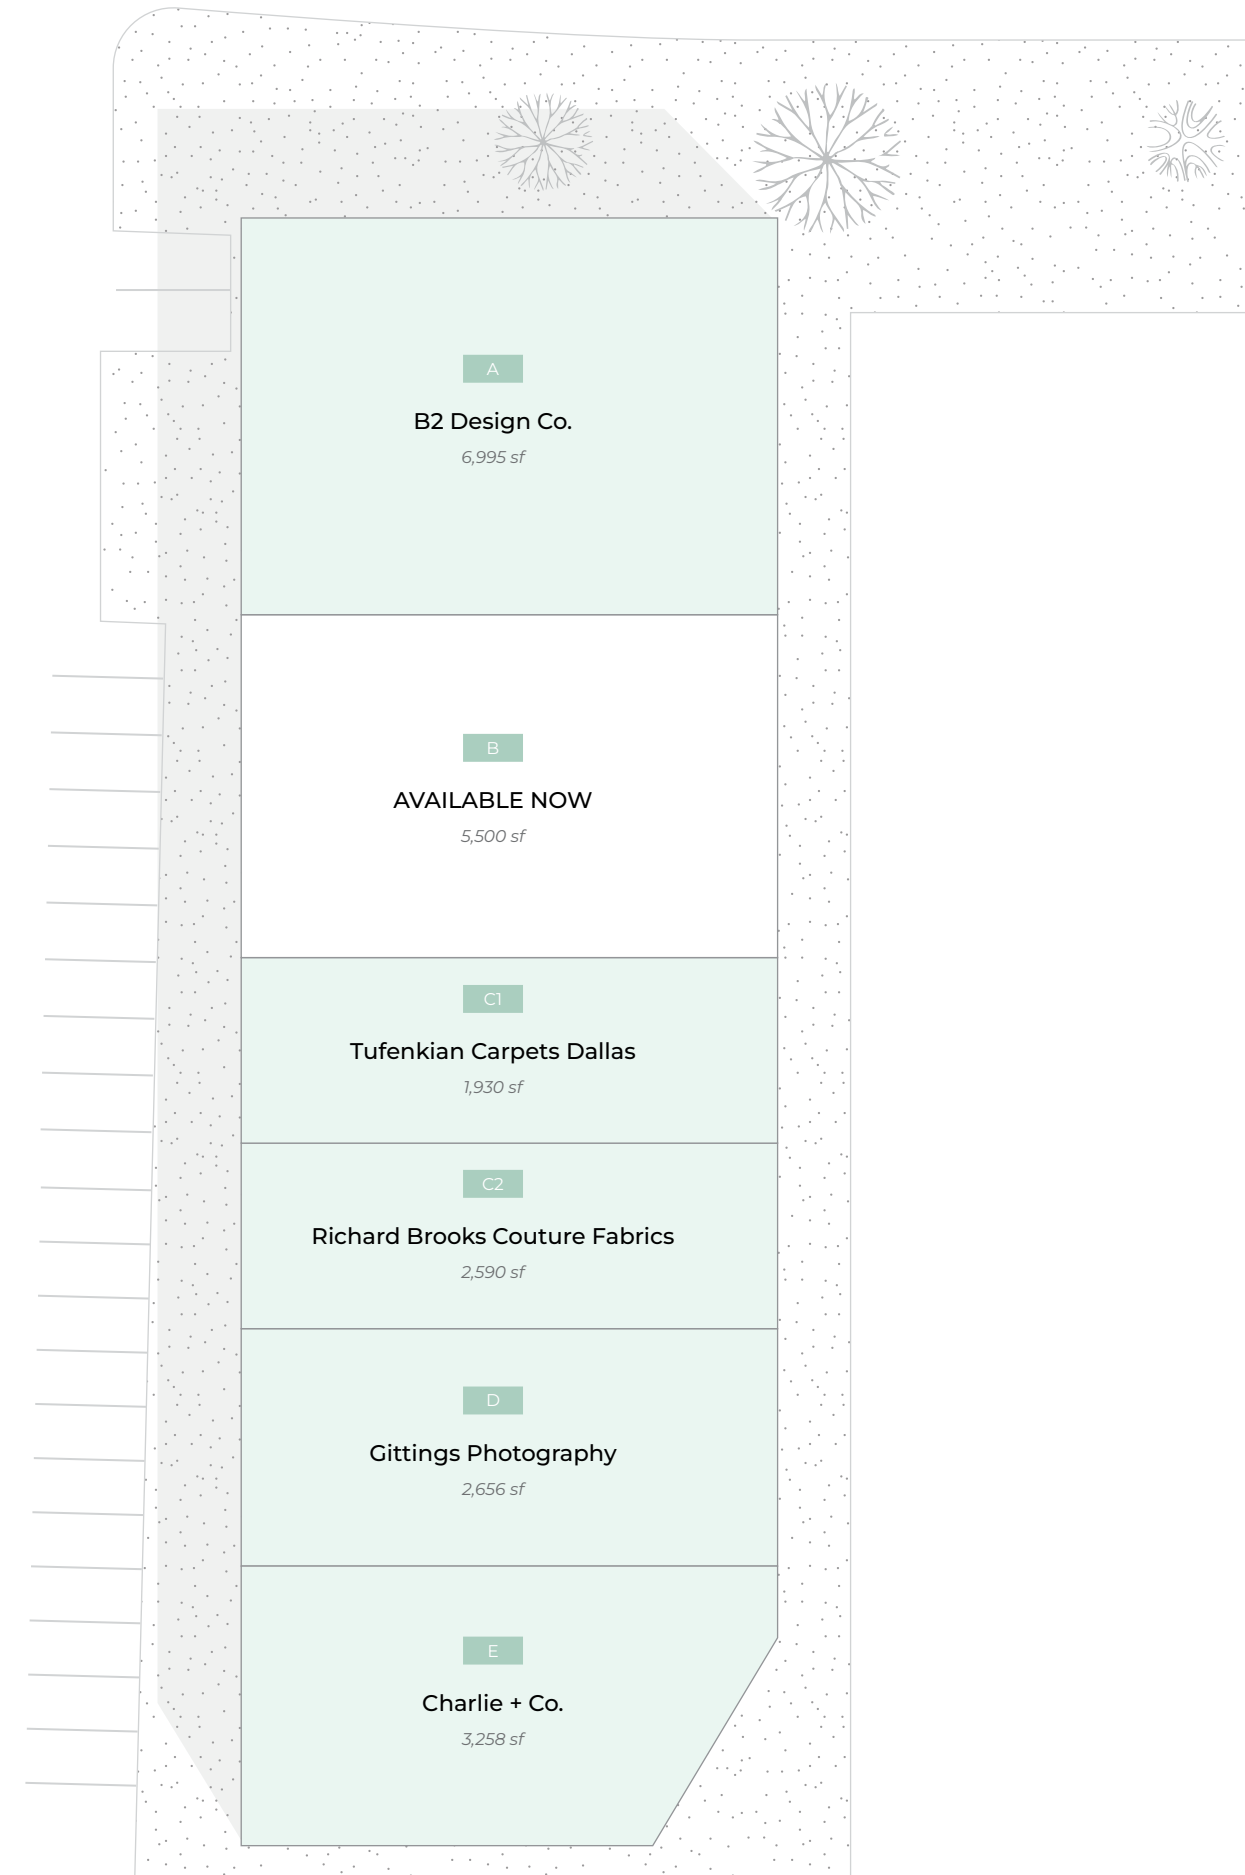 A
B2 Design Co.
6,995 sf
B
AVAILABLE NOW
5,500 sf
C1
Tufenkian Carpets Dallas
1,930 sf
C2
Richard Brooks Couture Fabrics
2,590 sf
D
Gittings Photography
2,656 sf
E
Charlie + Co.
3,258 sf